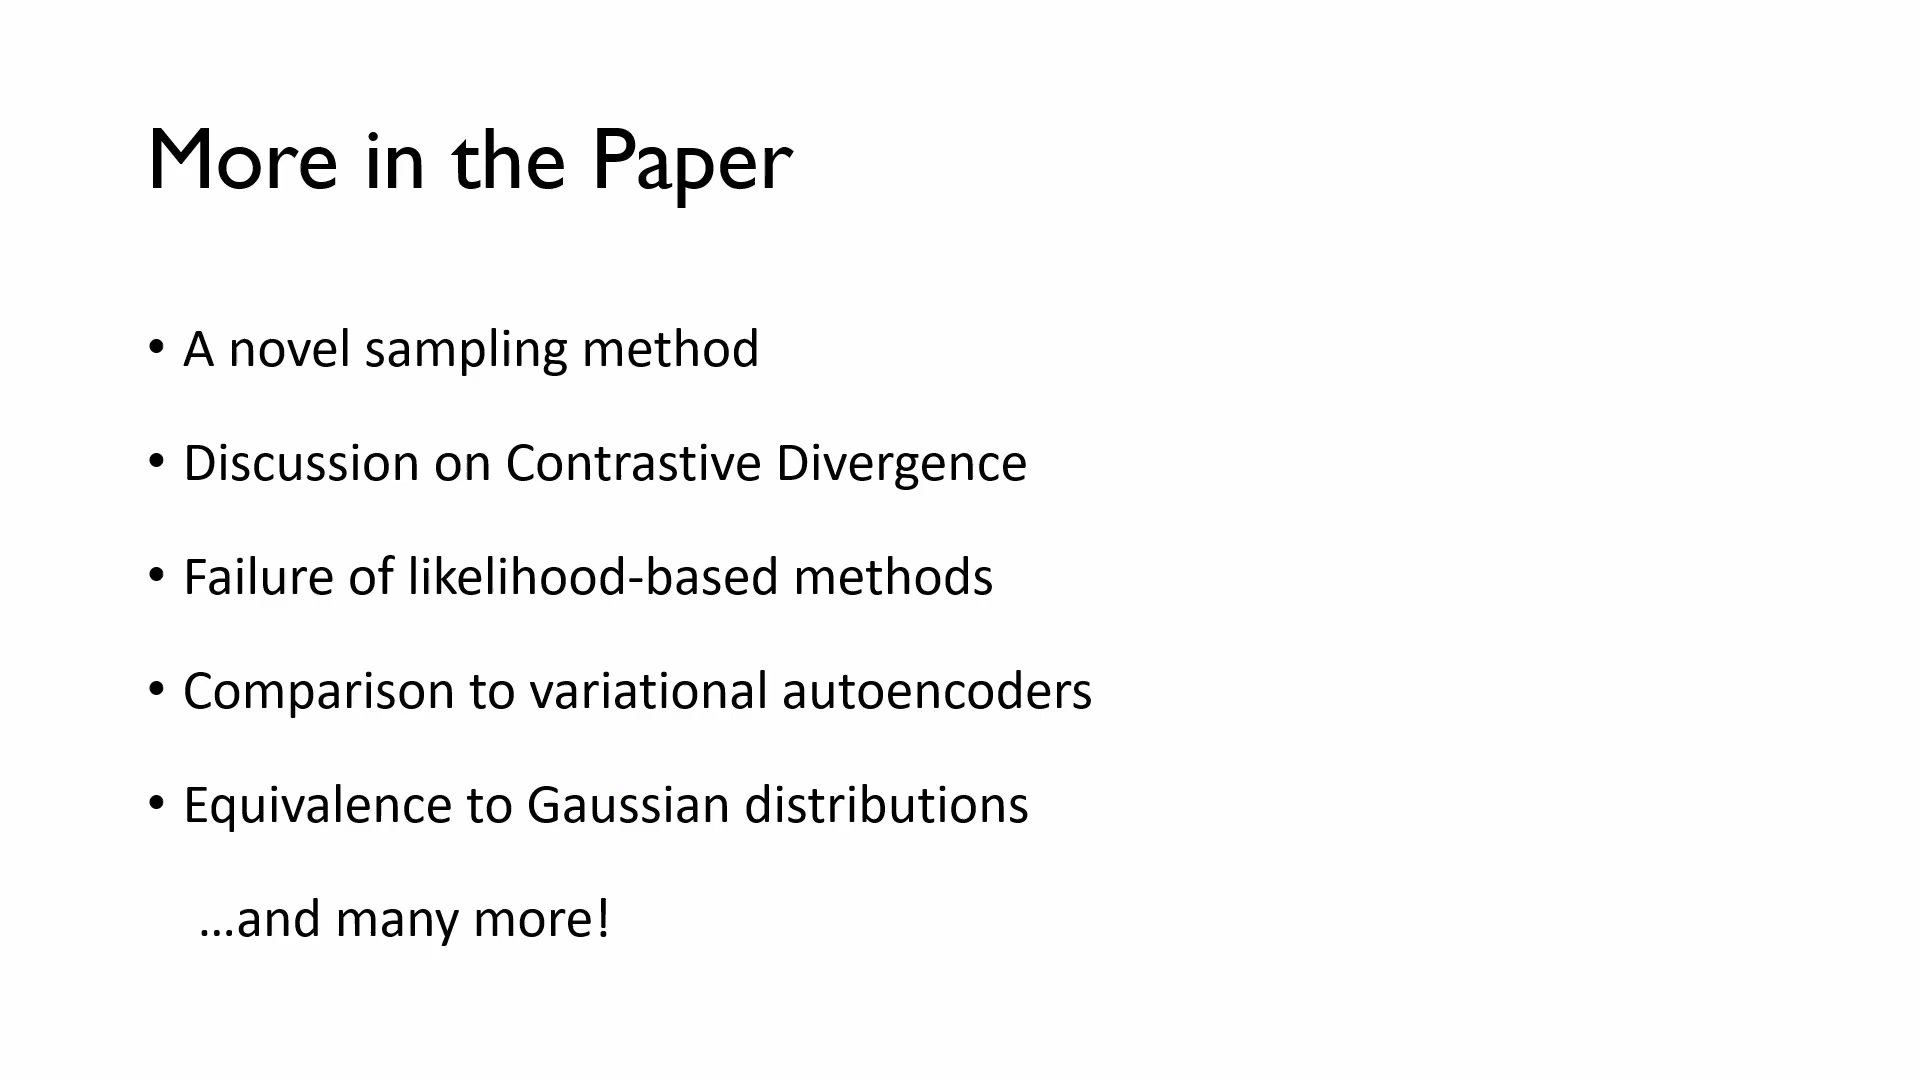 More in the Paper
• A novel sampling method
• Discussion on Contrastive Divergence
• Failure of likelihood-based methods
• Comparison to variational autoencoders
• Equivalence to Gaussian distributions
…and many more!